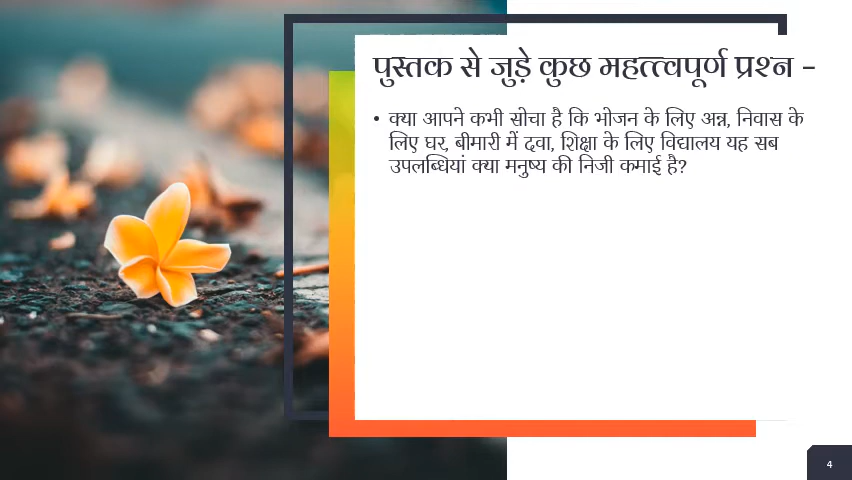 पुस्तक से जुड़े कुछ महत्त्वपूर्ण प्रश्न –
• क्या आपने कभी सोचा है कि भोजन के लिए अन्न, निवास के
लिए घर, बीमारी में दवा, शिक्षा के लिए विद्यालय यह सब
उपलब्धियां क्या मनुष्य की निजी कमाई है?
4